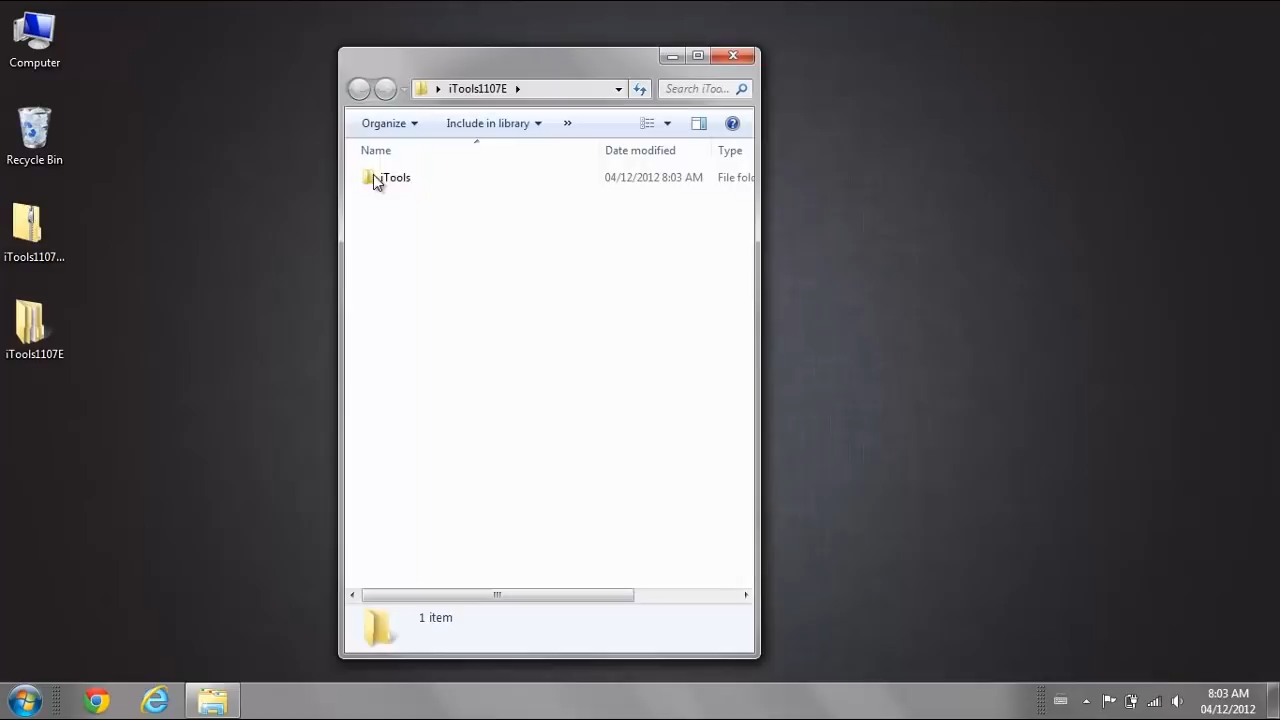 Computer
Recycle Bin
iTools1107...
iTools1107E
iTools1107E
Search iToo...
Organize
Include in library
»
Name
Date modified
Type
iTools
04/12/2012 8:03 AM
File fold
1 item
8:03 AM
04/12/2012